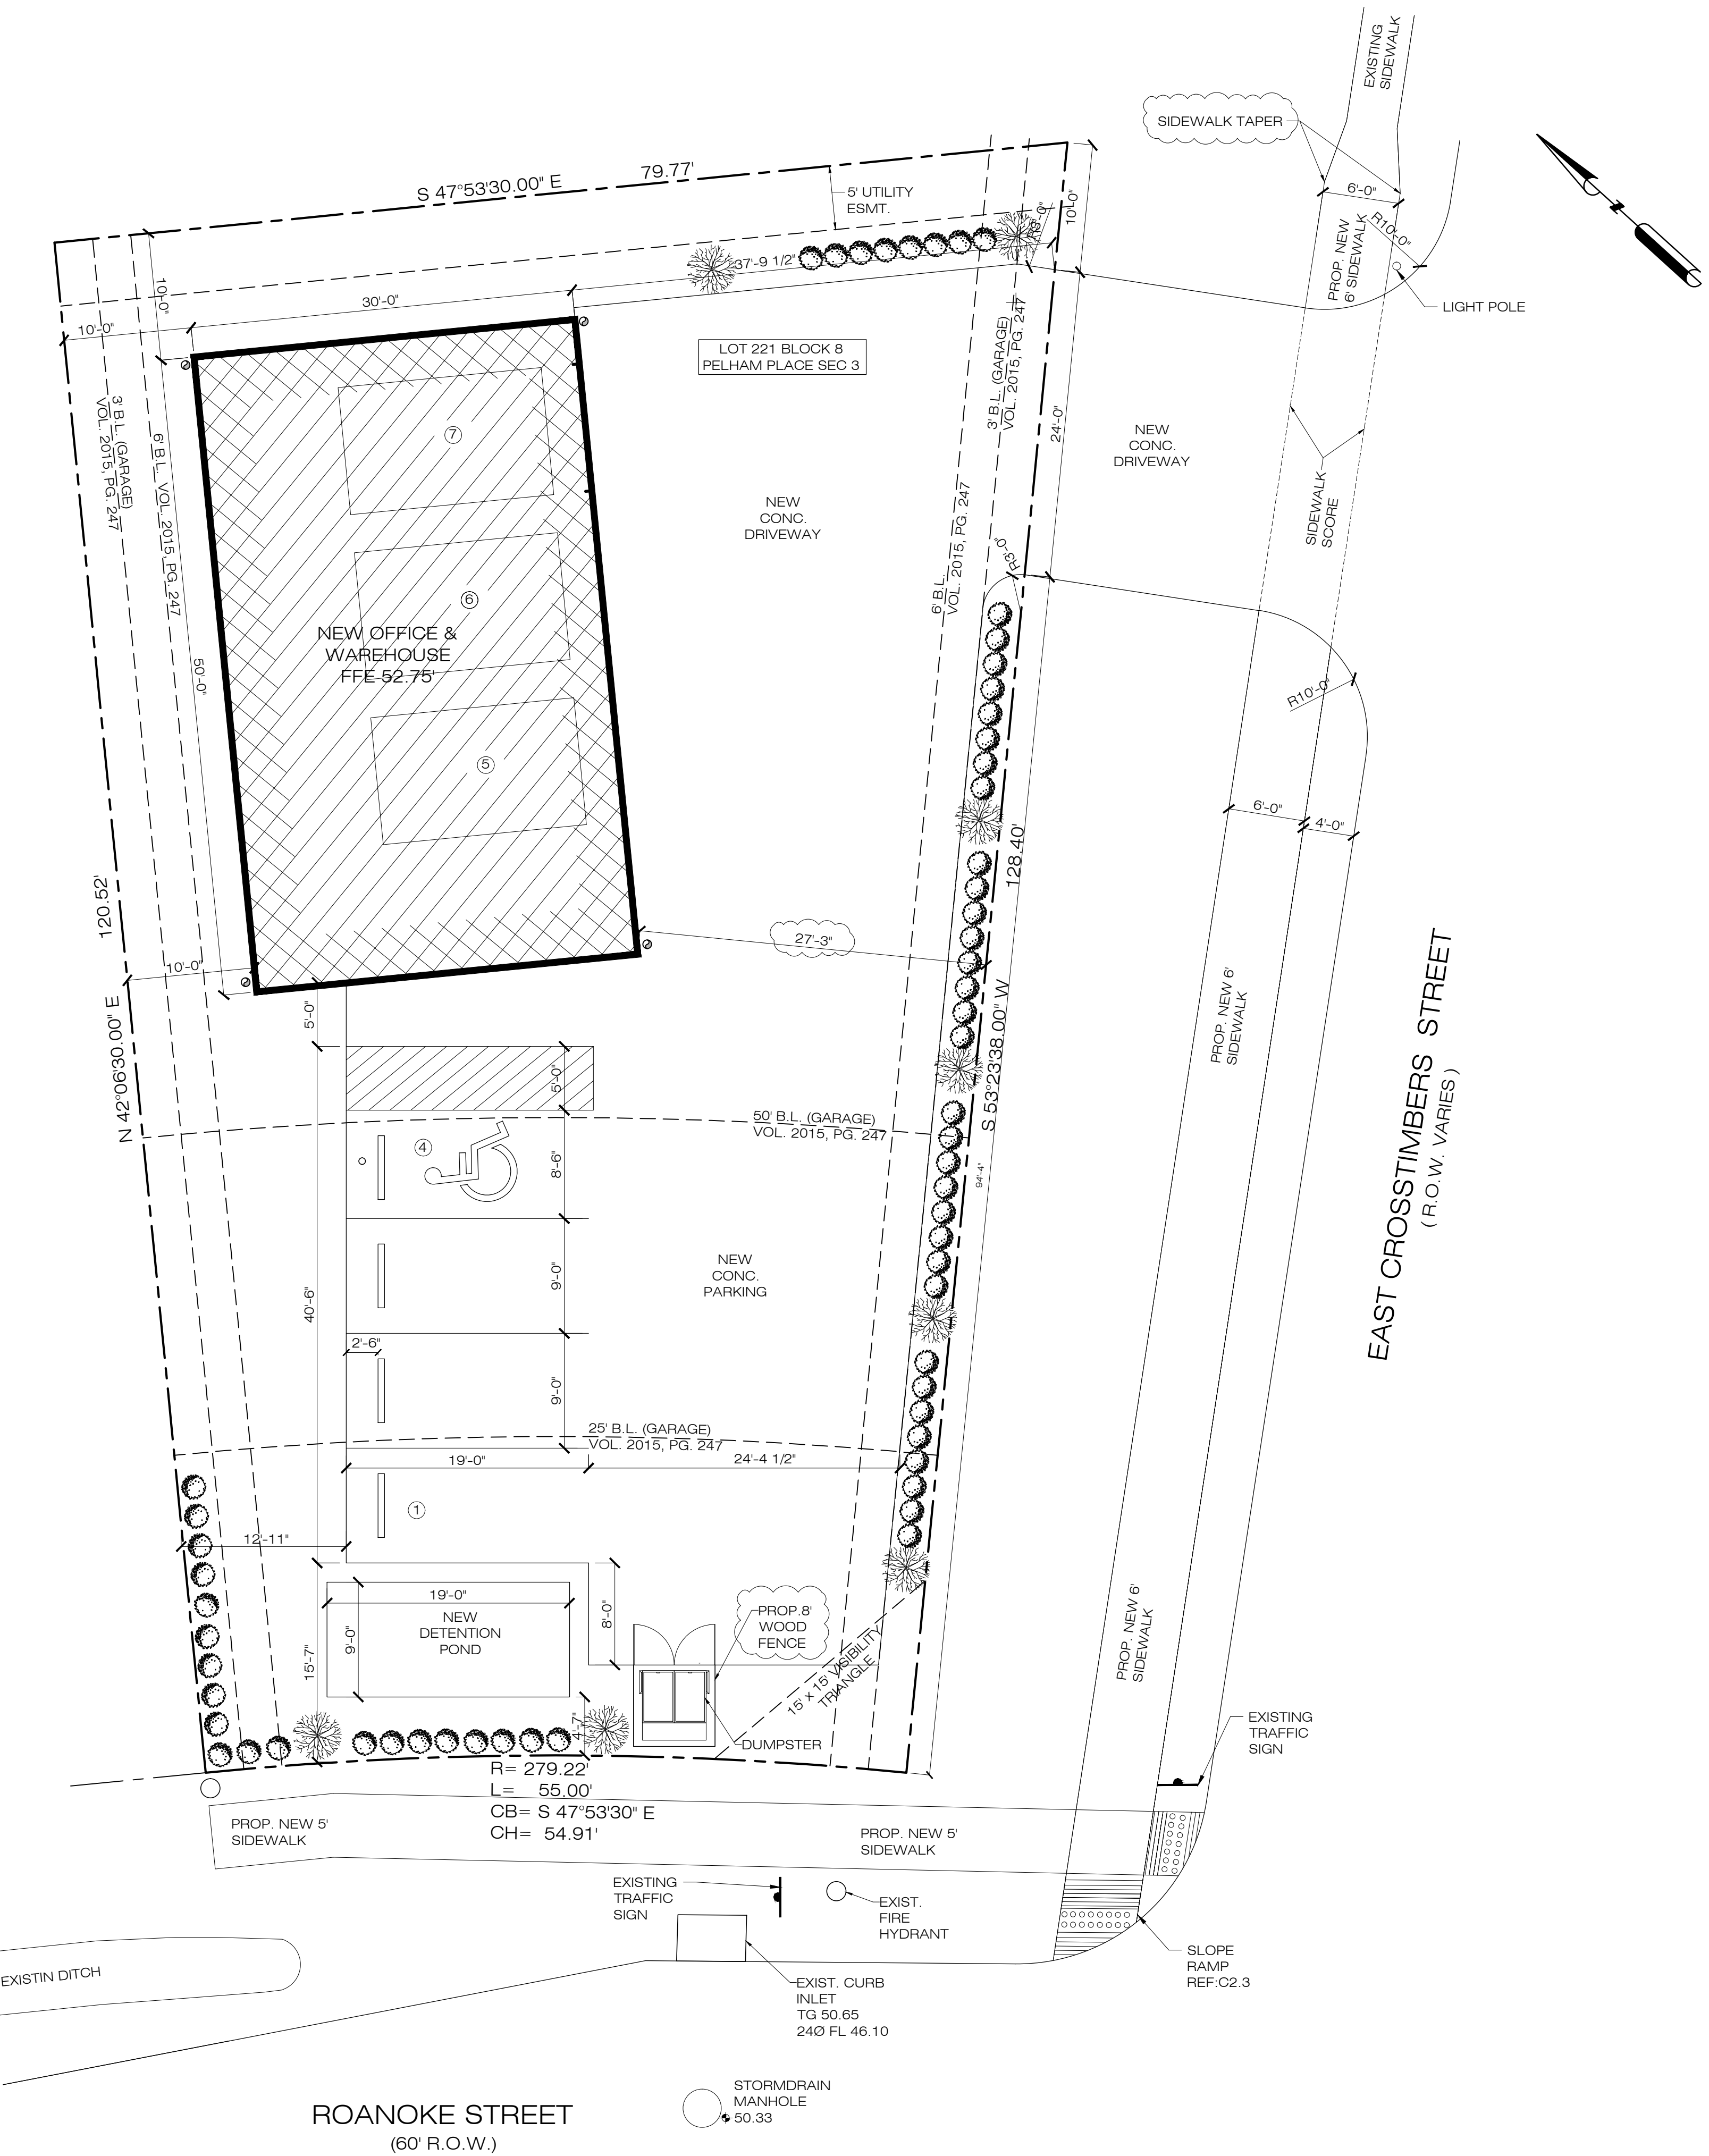 EXISTING
SIDEWALK
SIDEWALK TAPER
6'-0"
R10'-0"
PROP. NEW
6' SIDEWALK
LIGHT POLE
S 47°53'30.00" E
79.77'
5' UTILITY
ESMT.
10'-0"
37'-9 1/2"
30'-0"
10'-0"
10'-0"
LOT 221 BLOCK 8
PELHAM PLACE SEC 3
3' B.L. (GARAGE)
VOL. 2015, PG. 247
24'-0"
NEW
CONC.
DRIVEWAY
3' B.L. (GARAGE)
VOL. 2015, PG. 247
6' B.L. VOL. 2015, PG. 247
7
NEW
CONC.
DRIVEWAY
6' B.L.
VOL. 2015, PG. 247
SIDEWALK
SCORE
R3'-0"
6
NEW OFFICE &
WAREHOUSE
FFE 52.75'
50'-0"
R10'-0"
5
6'-0"
4'-0"
128.40'
120.52'
27'-3"
10'-0"
N 42°06'30.00" E
S 53°23'38.00" W
PROP. NEW 6'
SIDEWALK
EAST CROSSTIMBERS STREET
( R.O.W. VARIES )
5'-0"
5'-0"
50' B.L. (GARAGE)
VOL. 2015, PG. 247
4
8'-6"
94'-4"
NEW
CONC.
PARKING
9'-0"
40'-6"
2'-6"
9'-0"
25' B.L. (GARAGE)
VOL. 2015, PG. 247
19'-0"
24'-4 1/2"
1
12'-11"
19'-0"
NEW
DETENTION
POND
9'-0"
8'-0"
15'-7"
4'-7"
PROP.8'
WOOD
FENCE
15' X 15' VISIBILITY
TRIANGLE
DUMPSTER
PROP. NEW 6'
SIDEWALK
EXISTING
TRAFFIC
SIGN
R= 279.22'
L= 55.00'
CB= S 47°53'30" E
CH= 54.91'
PROP. NEW 5'
SIDEWALK
PROP. NEW 5'
SIDEWALK
EXISTING
TRAFFIC
SIGN
EXIST.
FIRE
HYDRANT
SLOPE
RAMP
REF:C2.3
EXISTIN DITCH
EXIST. CURB
INLET
TG 50.65
24Ø FL 46.10
STORMDRAIN
MANHOLE
50.33
ROANOKE STREET
(60' R.O.W.)
N